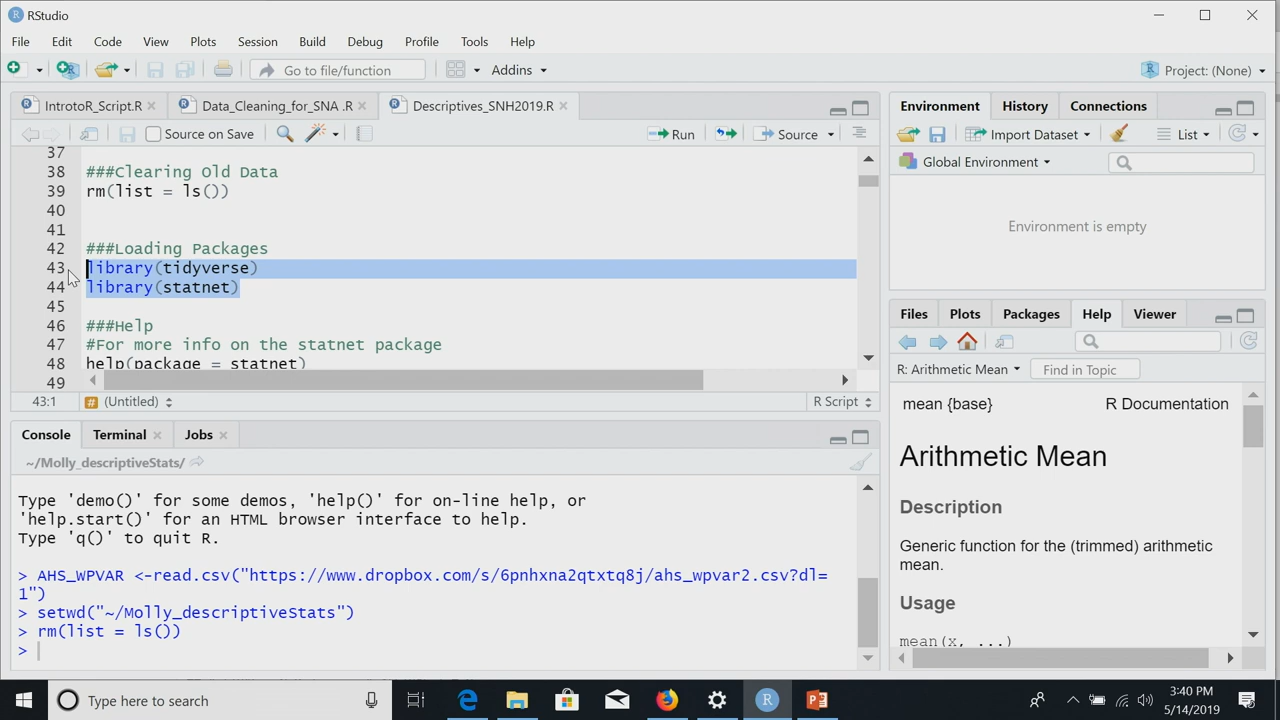 RStudio
File Edit Code View Plots Session Build Debug Profile Tools Help
Go to file/function Addins Project: (None)
IntrotoR_Script.R Data_Cleaning_for_SNA .R Descriptives_SNH2019.R
Source on Save Run Source
37
38 ###Clearing Old Data
39 rm(list = ls())
40
41
42 ###Loading Packages
43 library(tidyverse)
44 library(statnet)
45
46 ###Help
47 #For more info on the statnet package
48 help(package = statnet)
49
43:1 # (Untitled) R Script
Console Terminal Jobs
~/Molly_descriptiveStats/
Type 'demo()' for some demos, 'help()' for on-line help, or
'help.start()' for an HTML browser interface to help.
Type 'q()' to quit R.
> AHS_WPVAR <-read.csv("https://www.dropbox.com/s/6pnhxna2qtxtq8j/ahs_wpvar2.csv?dl=
1")
> setwd("~/Molly_descriptiveStats")
> rm(list = ls())
>
Environment History Connections
Import Dataset List
Global Environment
Environment is empty
Files Plots Packages Help Viewer
R: Arithmetic Mean Find in Topic
mean {base} R Documentation
Arithmetic Mean
Description
Generic function for the (trimmed) arithmetic
mean.
Usage
mean(x, ...)
Type here to search
3:40 PM
5/14/2019